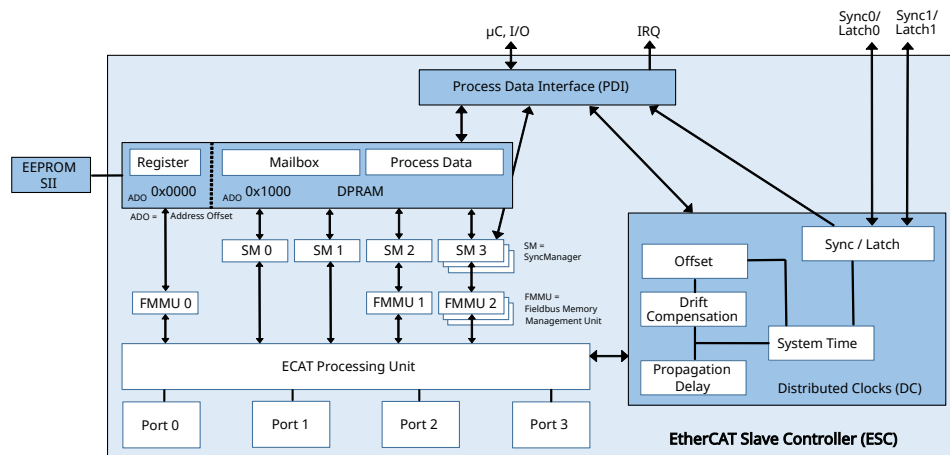 Sync0/
Latch0
Sync1/
Latch1
µC, I/O
IRQ
Process Data Interface (PDI)
EEPROM
SII
Register
Mailbox
Process Data
ADO 0x0000
ADO 0x1000
DPRAM
ADO = Address Offset
SM 0
SM 1
SM 2
SM 3
SM =
SyncManager
Sync / Latch
Offset
FMMU 0
FMMU 1
FMMU 2
FMMU =
Fieldbus Memory
Management Unit
Drift
Compensation
System Time
ECAT Processing Unit
Propagation
Delay
Distributed Clocks (DC)
Port 0
Port 1
Port 2
Port 3
EtherCAT Slave Controller (ESC)